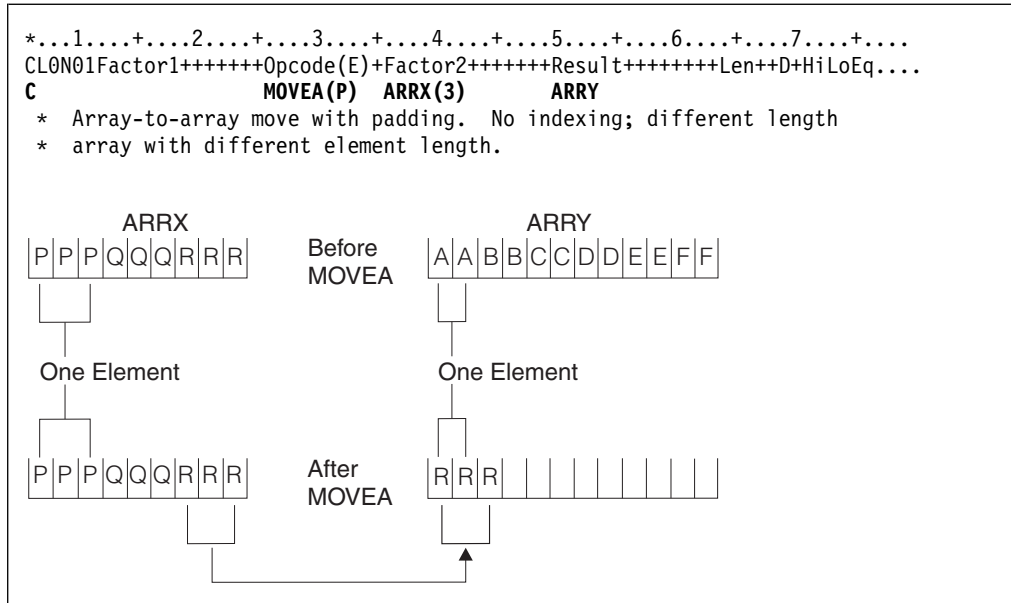 *...1....+....2....+....3....+....4....+....5....+....6....+....7....+....
CL0N01Factor1+++++++Opcode(E)+Factor2+++++++Result++++++++Len++D+HiLoEq....
C                   MOVEA(P)  ARRX(3)       ARRY
 *  Array-to-array move with padding.  No indexing; different length
 *  array with different element length.
ARRX ARRY
P P P Q Q Q R R R Before MOVEA A A B B C C D D E E F F
One Element One Element
P P P Q Q Q R R R After MOVEA R R R